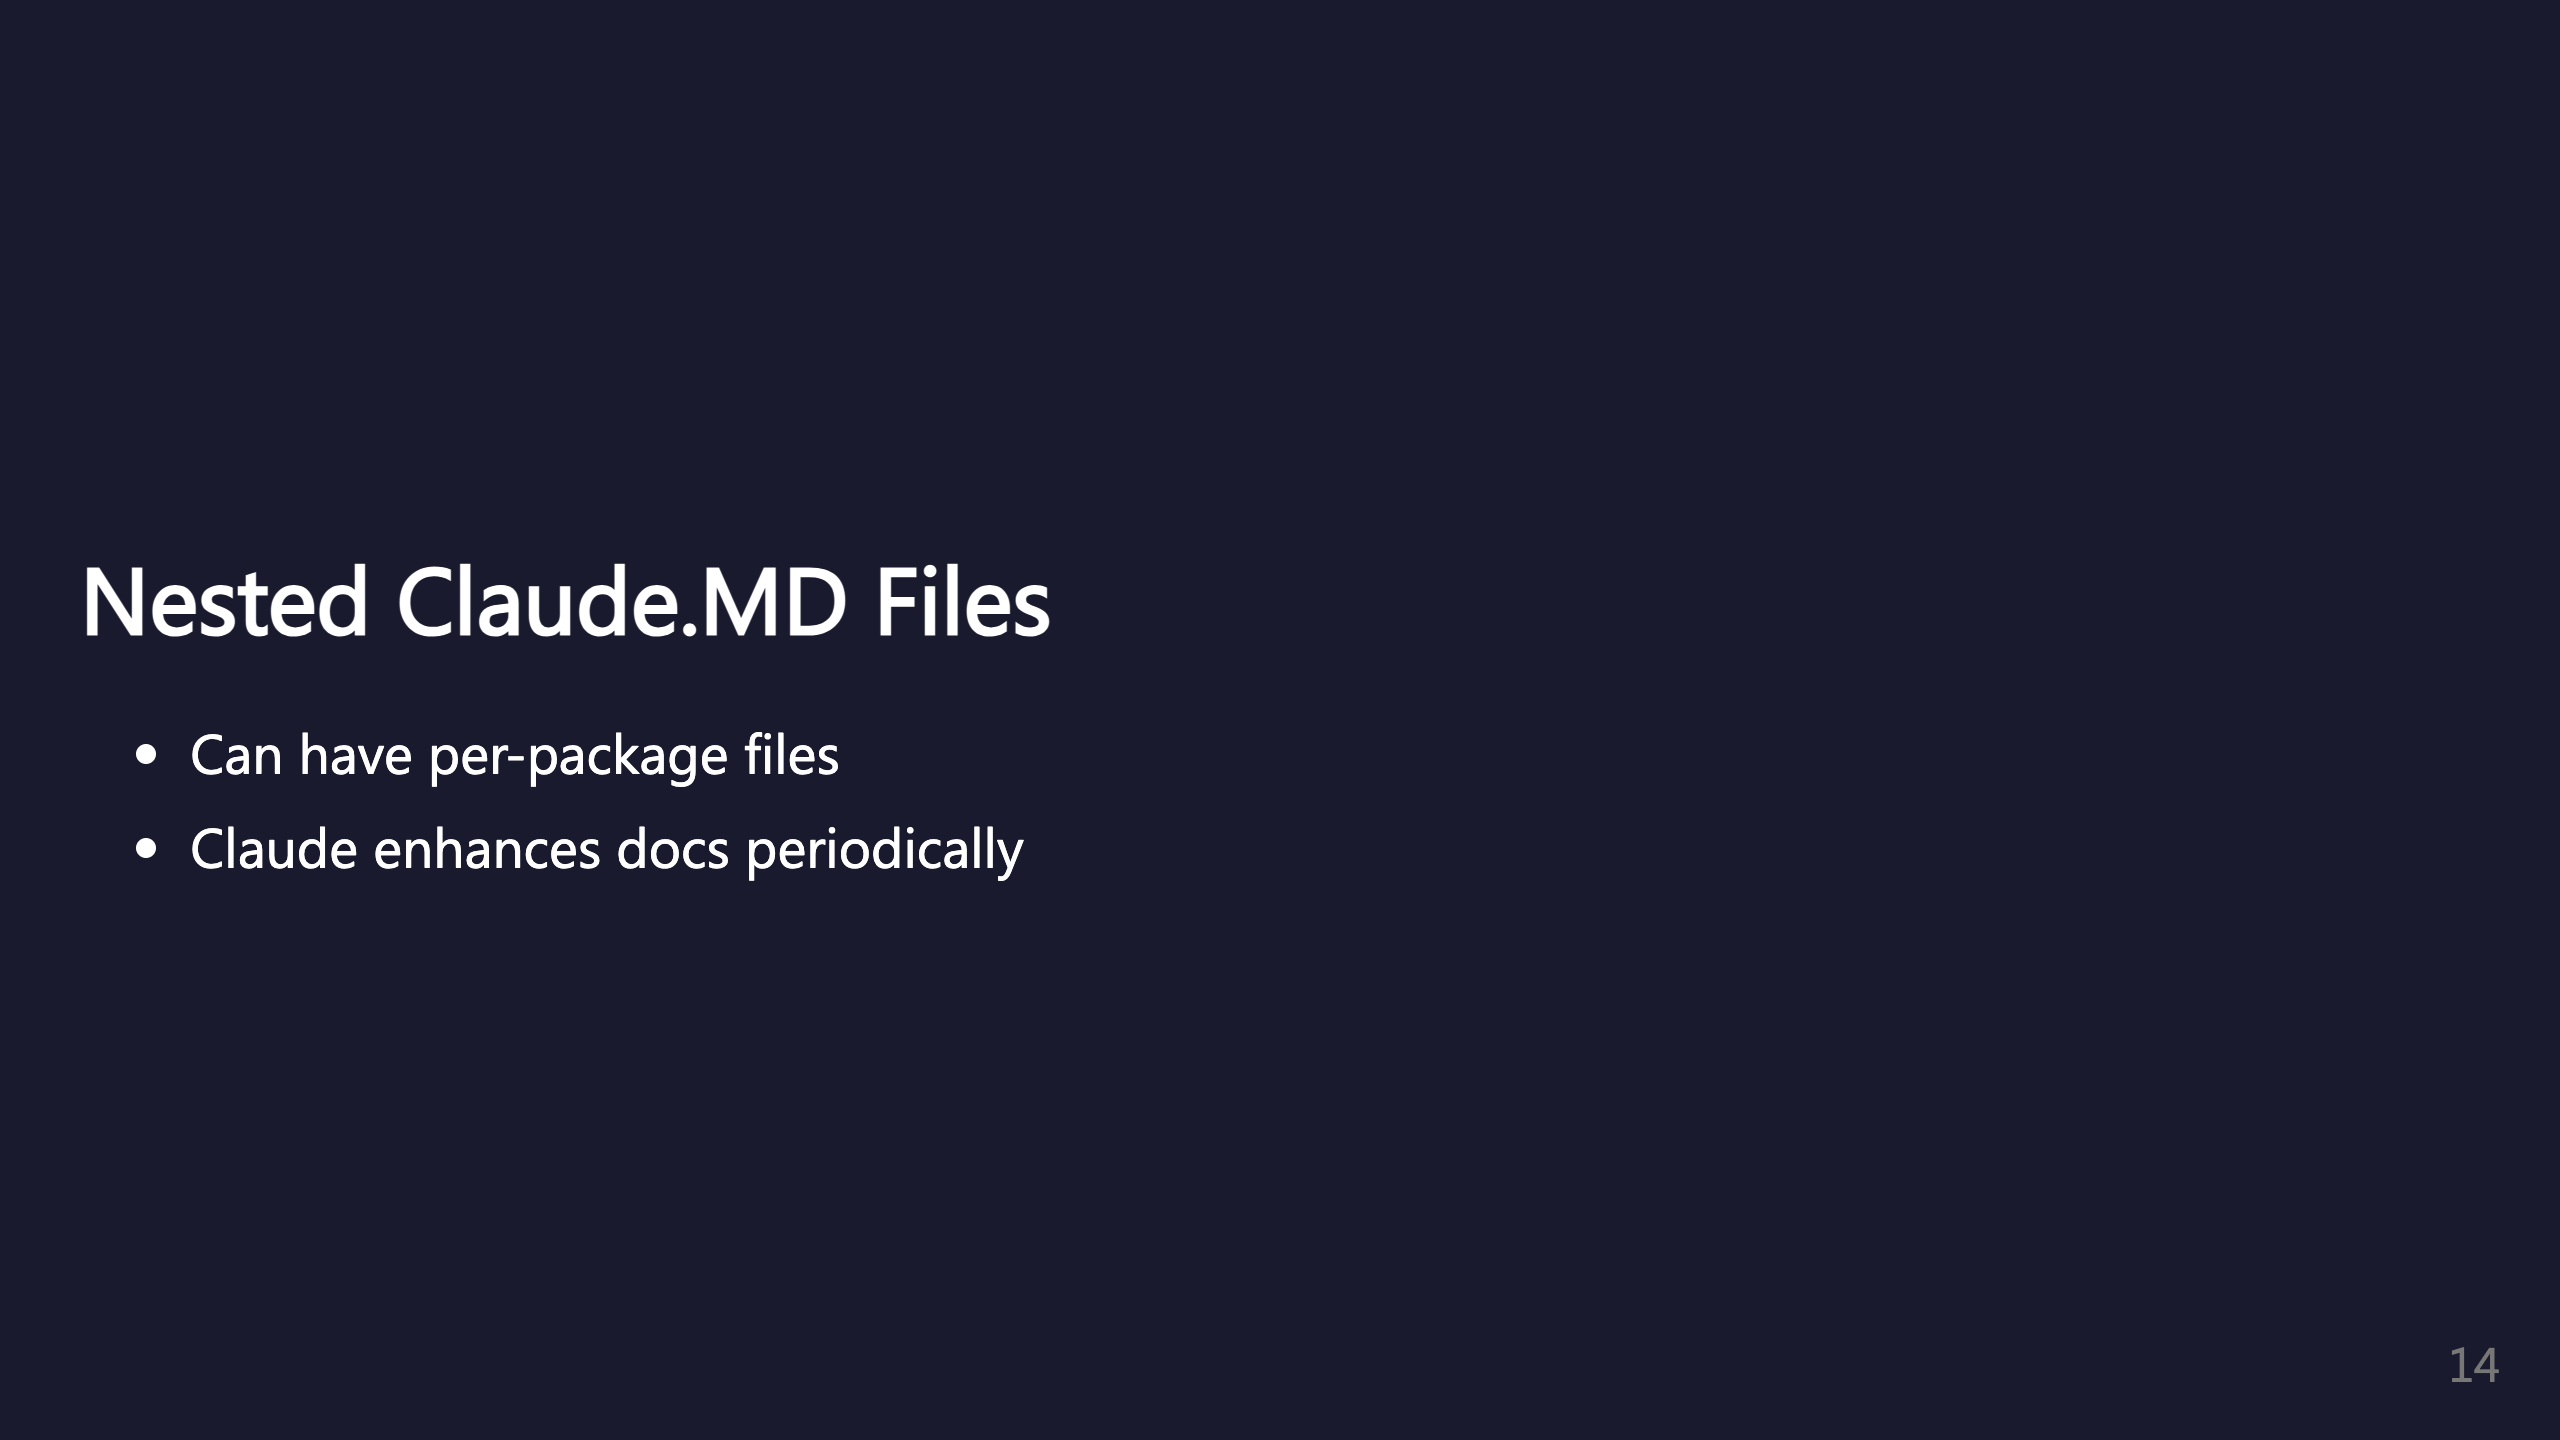 Nested Claude.MD Files
• Can have per-package files
• Claude enhances docs periodically
14